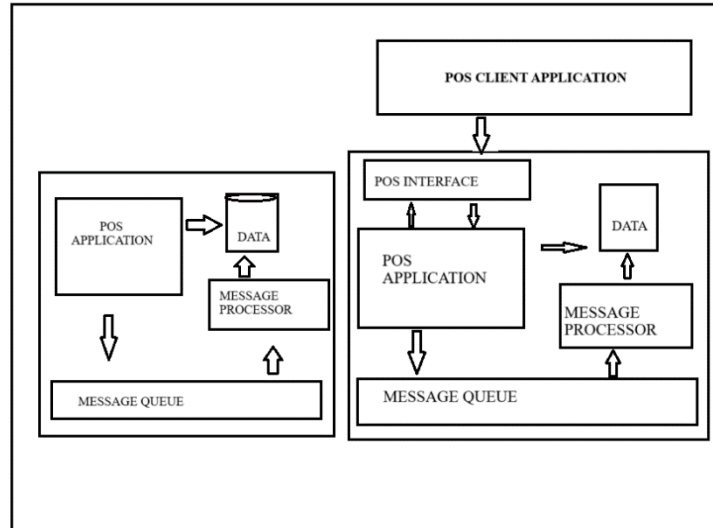 POS CLIENT APPLICATION
POS
APPLICATION
DATA
MESSAGE
PROCESSOR
MESSAGE QUEUE
POS INTERFACE
DATA
POS
APPLICATION
MESSAGE
PROCESSOR
MESSAGE QUEUE